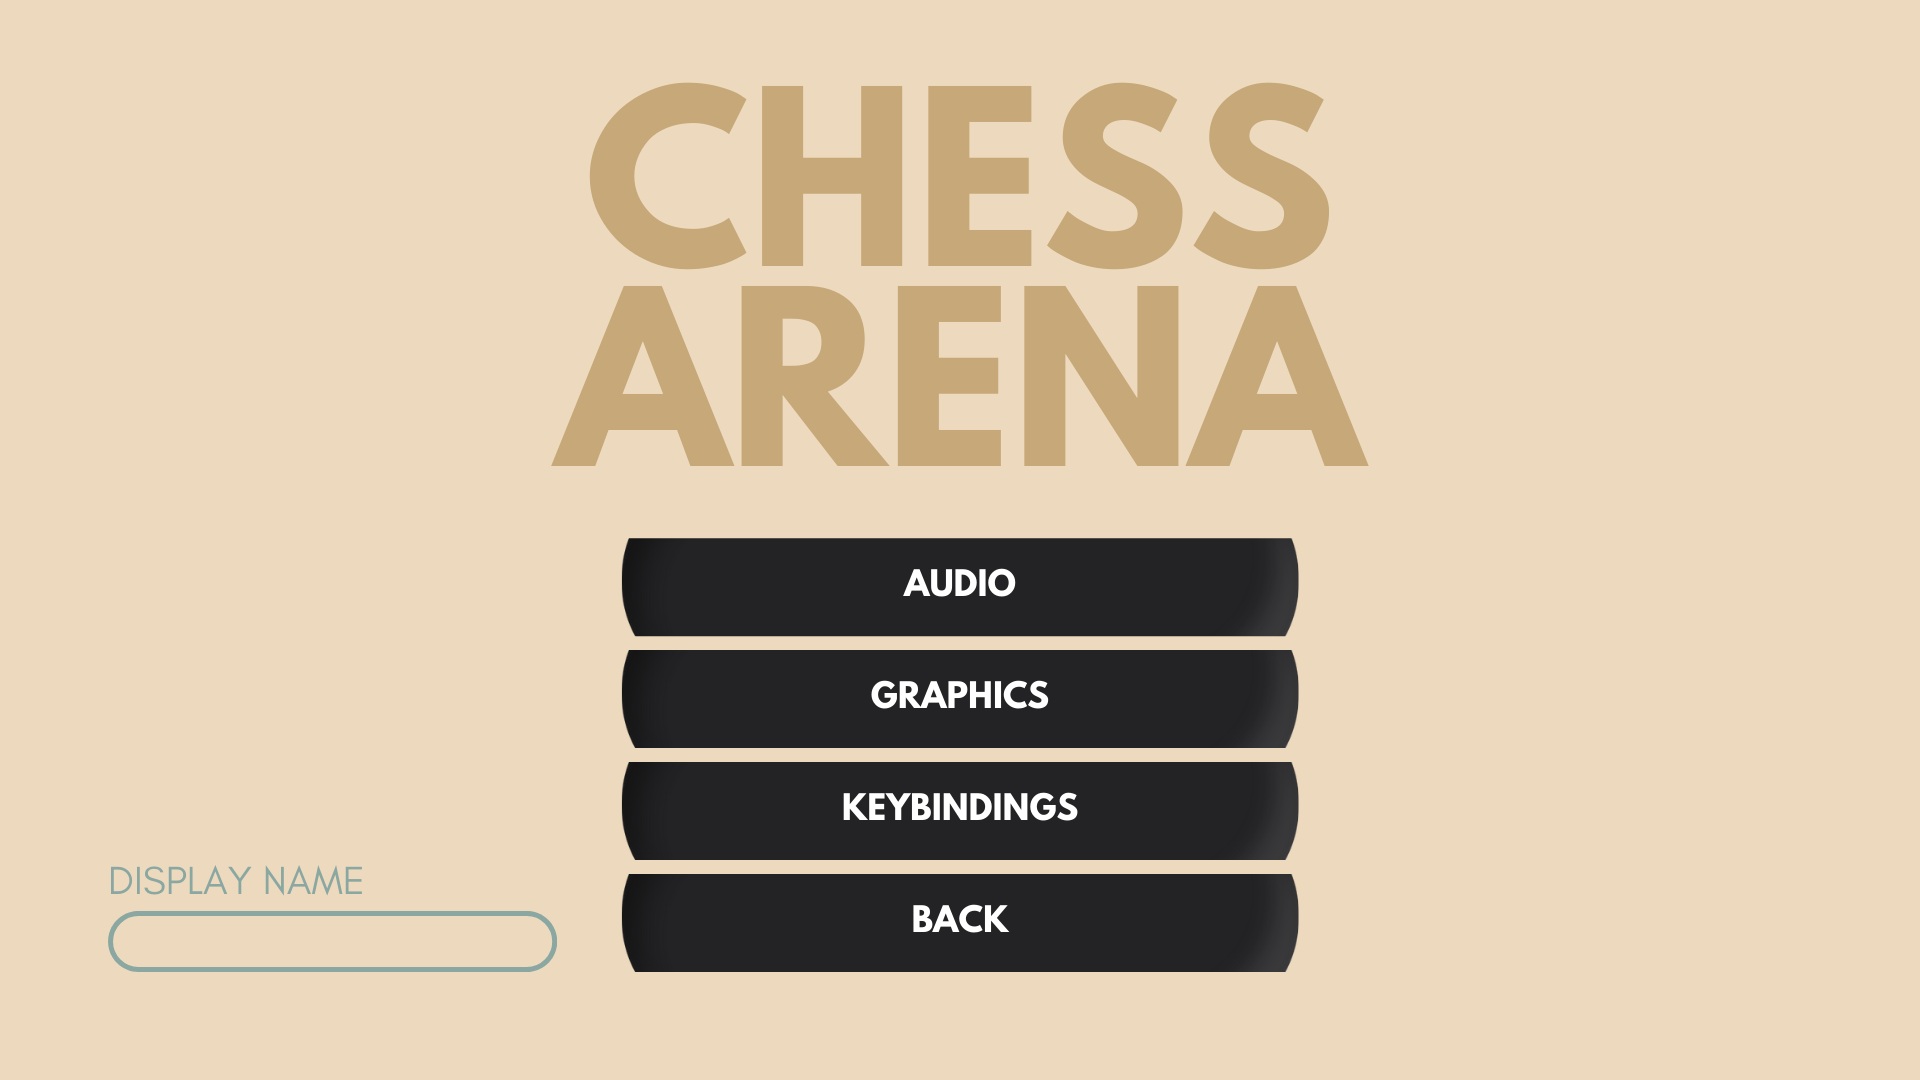 CHESS
ARENA
AUDIO
GRAPHICS
KEYBINDINGS
BACK
DISPLAY NAME